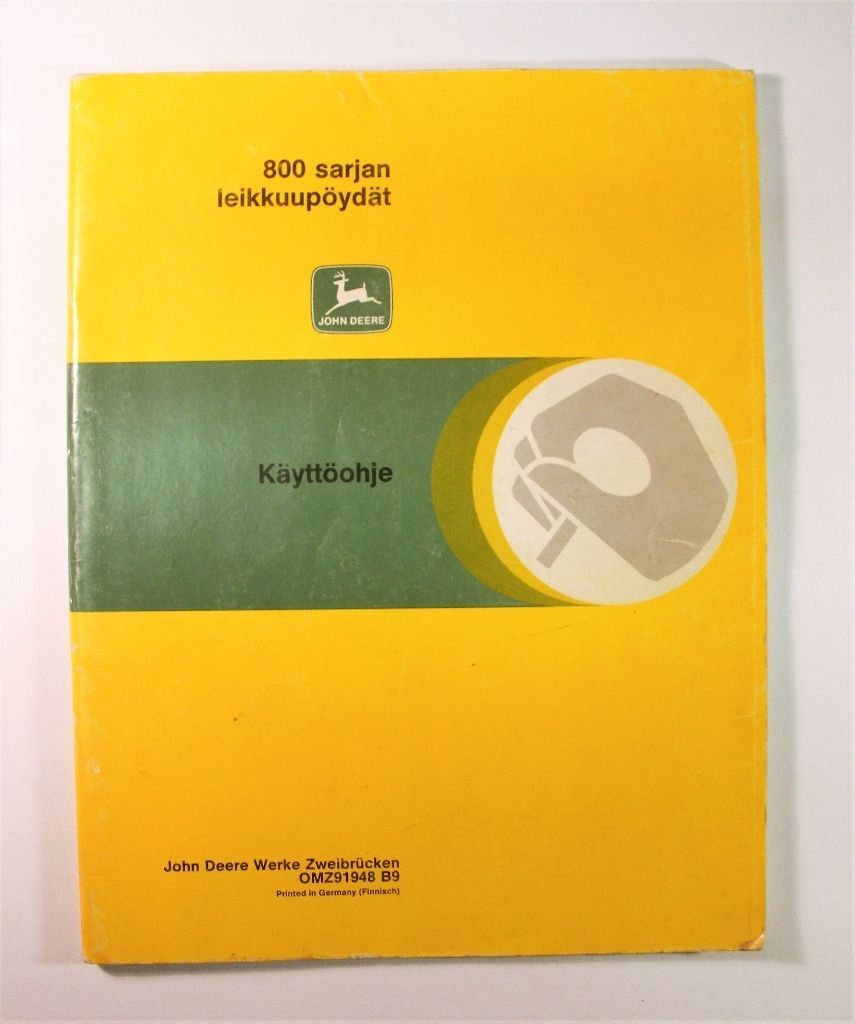 800 sarjan
leikkuupöydät
JOHN DEERE
Käyttöohje
John Deere Werke Zweibrücken
OMZ91948 B9
Printed in Germany (Finnisch)